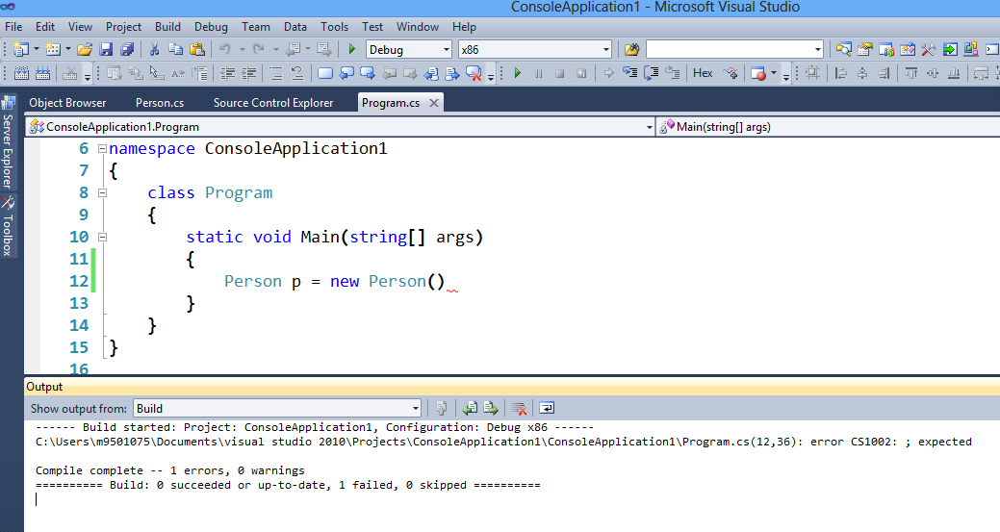 ConsoleApplication1 - Microsoft Visual Studio
File Edit View Project Build Debug Team Data Tools Test Window Help
Debug x86
Hex
Object Browser Person.cs Source Control Explorer Program.cs
ConsoleApplication1.Program Main(string[] args)
Server Explorer
Toolbox
6 namespace ConsoleApplication1
7 {
8 class Program
9 {
10 static void Main(string[] args)
11 {
12 Person p = new Person()
13 }
14 }
15 }
16
Output
Show output from: Build
------ Build started: Project: ConsoleApplication1, Configuration: Debug x86 ------
C:\Users\m9501075\Documents\visual studio 2010\Projects\ConsoleApplication1\ConsoleApplication1\Program.cs(12,36): error CS1002: ; expected
Compile complete -- 1 errors, 0 warnings
========== Build: 0 succeeded or up-to-date, 1 failed, 0 skipped ==========